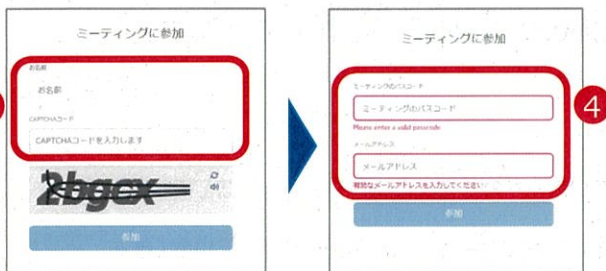 ミーティングに参加
お名前
お名前
CAPTCHAコード
CAPTCHAコードを入力します
2bgcx
参加
ミーティングに参加
ミーティングのパスコード
ミーティングのパスコード
Please enter a valid passcode
メールアドレス
メールアドレス
有効なメールアドレスを入力してください
参加
4